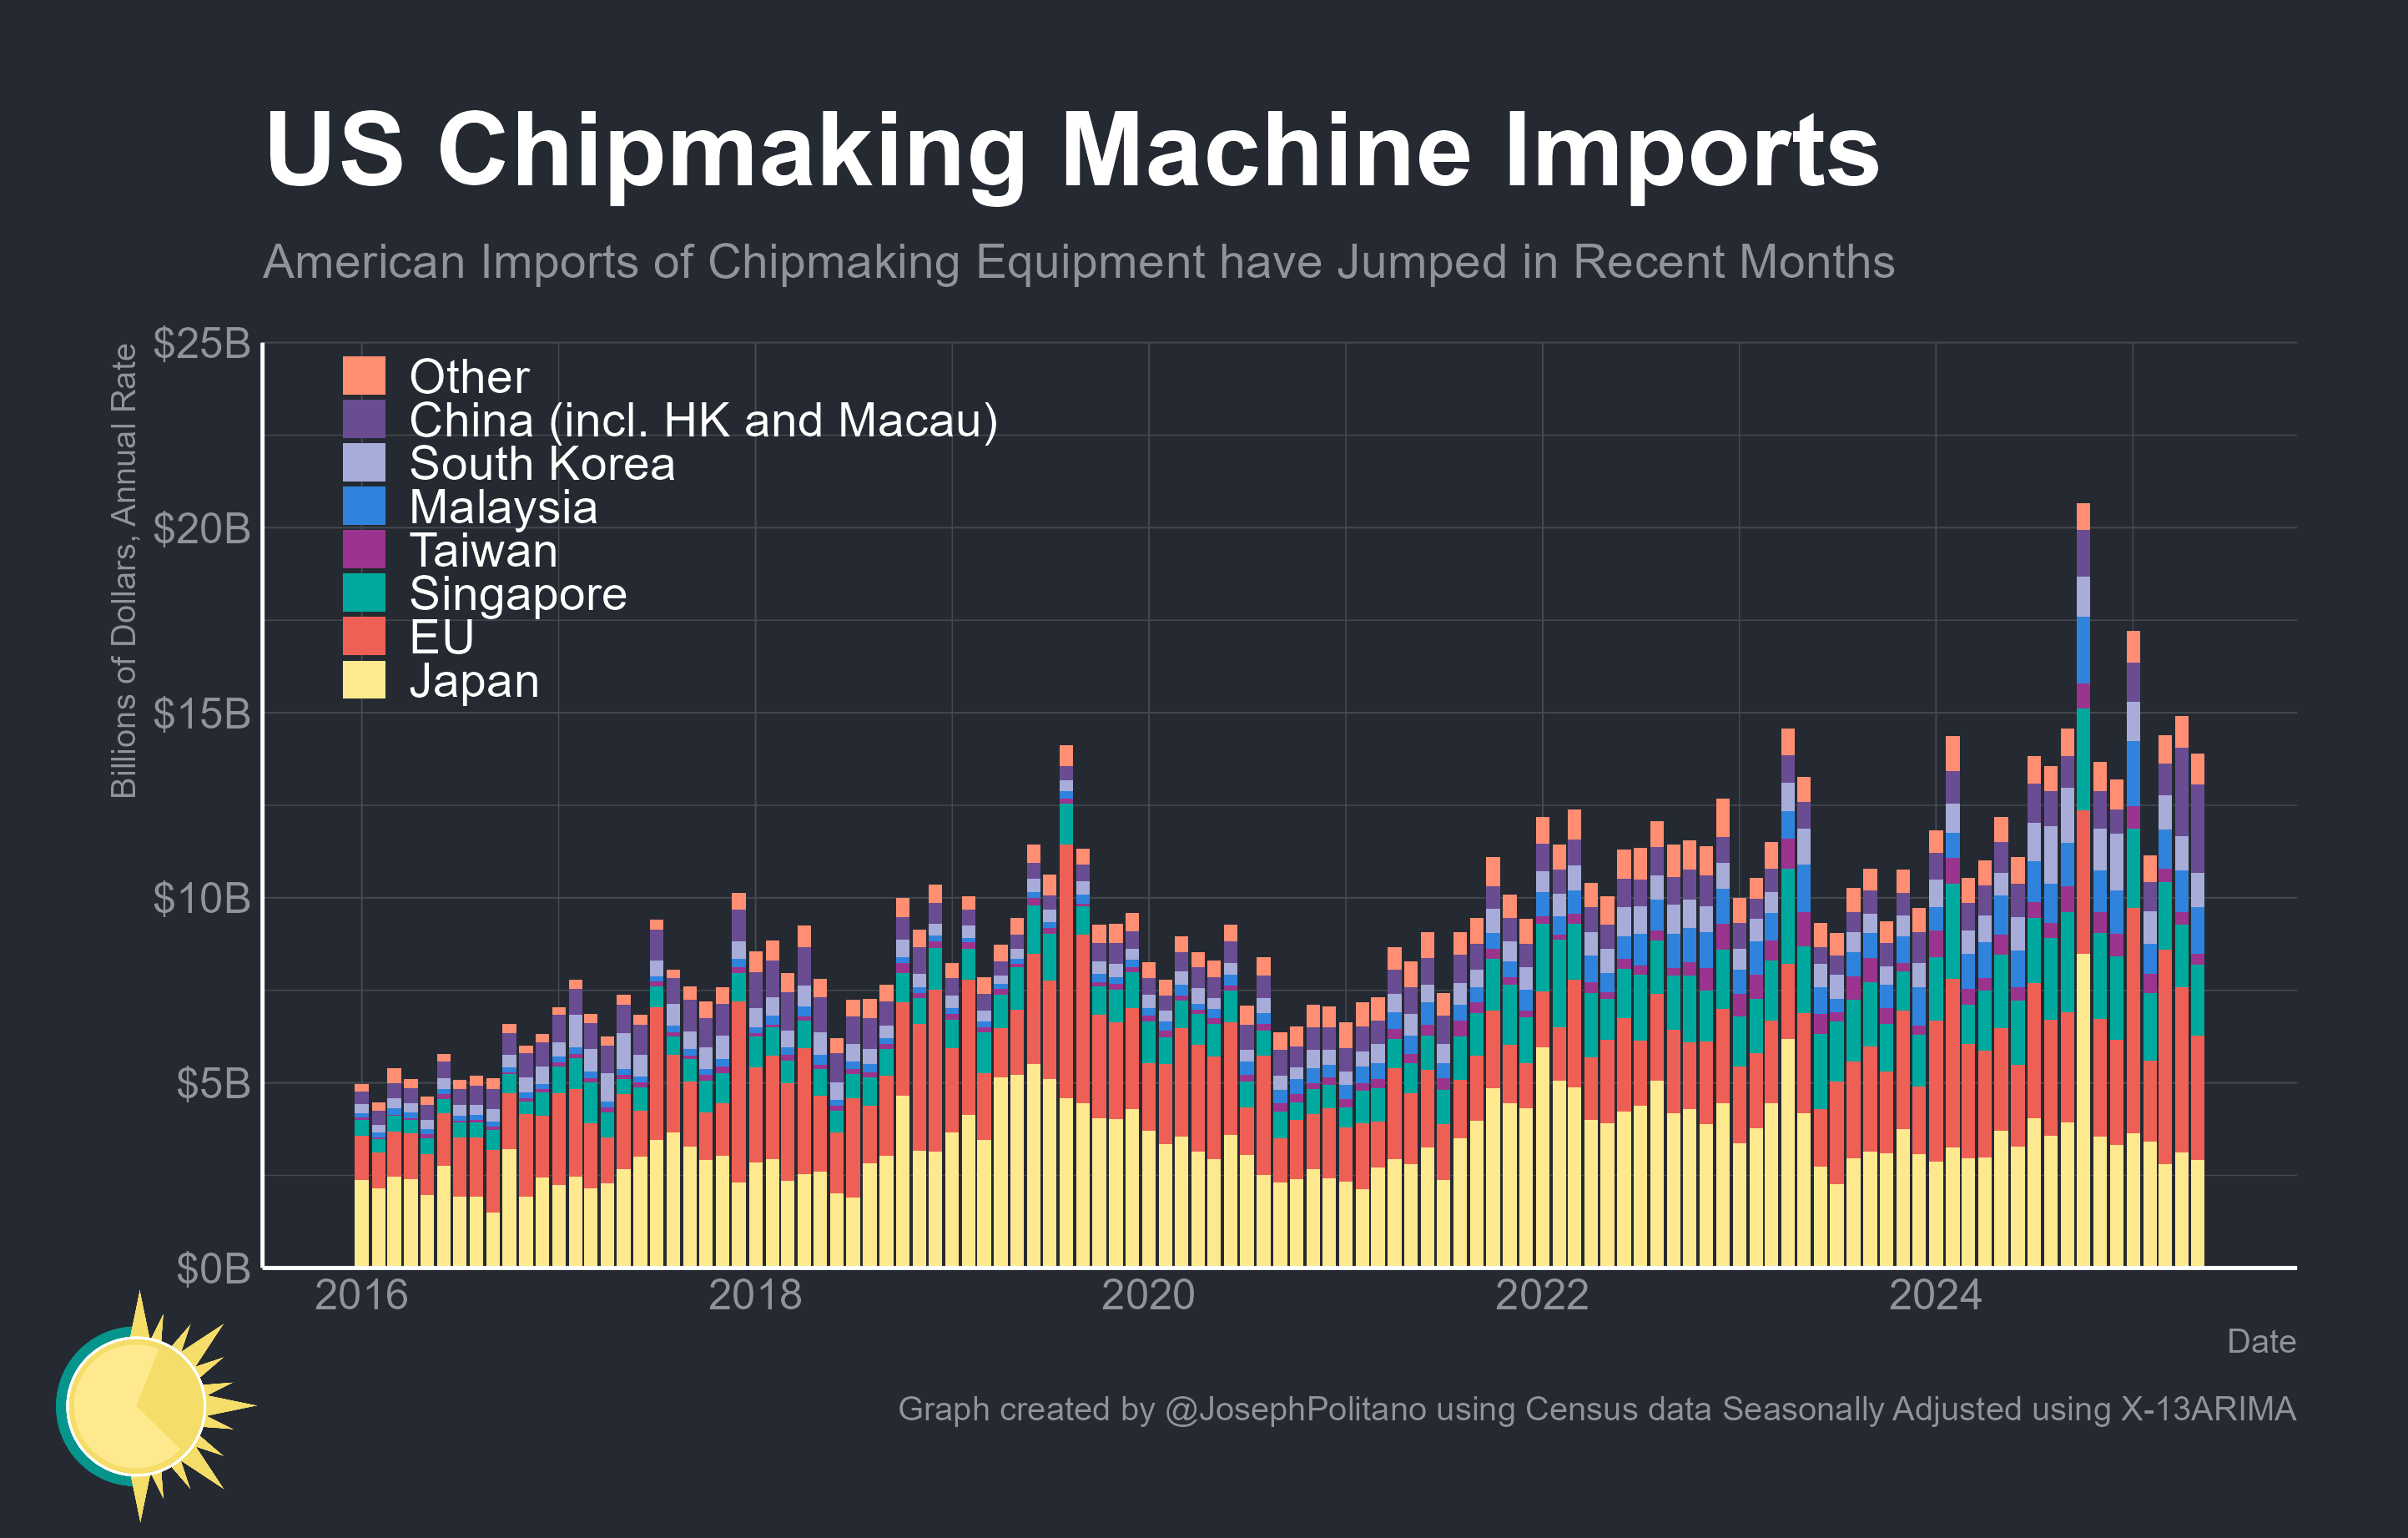 US Chipmaking Machine Imports
American Imports of Chipmaking Equipment have Jumped in Recent Months
Billions of Dollars, Annual Rate
$25B
$20B
$15B
$10B
$5B
$0B
Other
China (incl. HK and Macau)
South Korea
Malaysia
Taiwan
Singapore
EU
Japan
2016
2018
2020
2022
2024
Date
Graph created by @JosephPolitano using Census data Seasonally Adjusted using X-13ARIMA